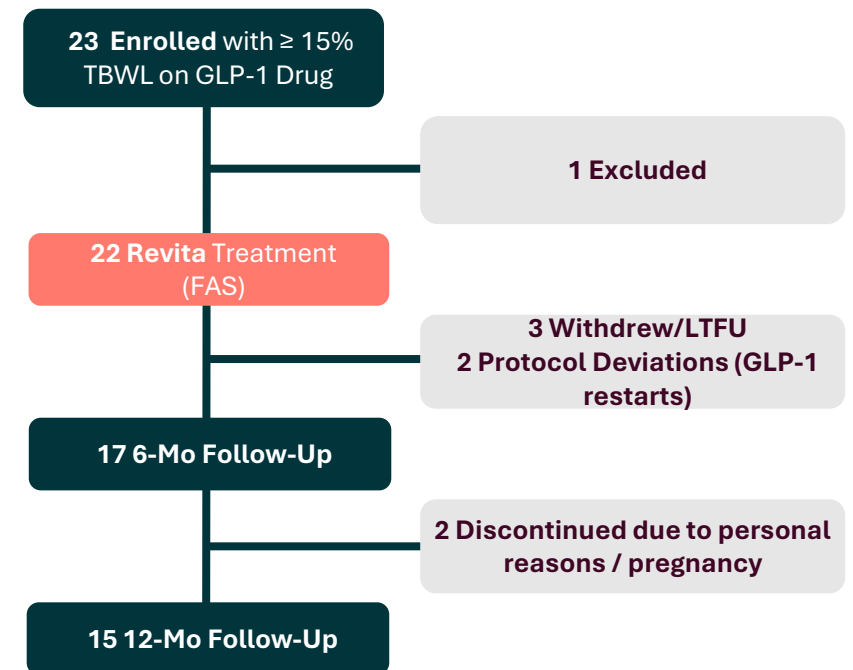 23 Enrolled with ≥ 15%
TBWL on GLP-1 Drug
1 Excluded
22 Revita Treatment
(FAS)
3 Withdrew/LTFU
2 Protocol Deviations (GLP-1
restarts)
17 6-Mo Follow-Up
2 Discontinued due to personal
reasons / pregnancy
15 12-Mo Follow-Up